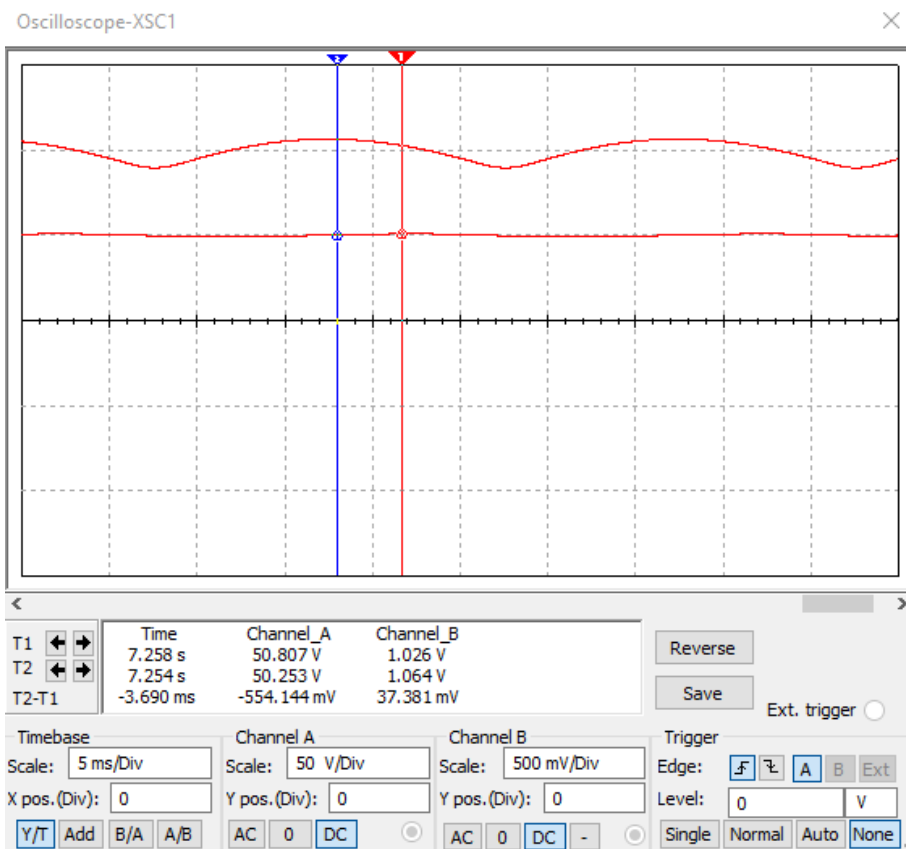 Oscilloscope-XSC1
2 1
Time Channel_A Channel_B
T1 7.258 s 50.807 V 1.026 V
T2 7.254 s 50.253 V 1.064 V
T2-T1 -3.690 ms -554.144 mV 37.381 mV
Reverse
Save
Ext. trigger
Timebase Channel A Channel B Trigger
Scale: 5 ms/Div Scale: 50 V/Div Scale: 500 mV/Div Edge: A B Ext
X pos.(Div): 0 Y pos.(Div): 0 Y pos.(Div): 0 Level: 0 V
Y/T Add B/A A/B AC 0 DC AC 0 DC - Single Normal Auto None